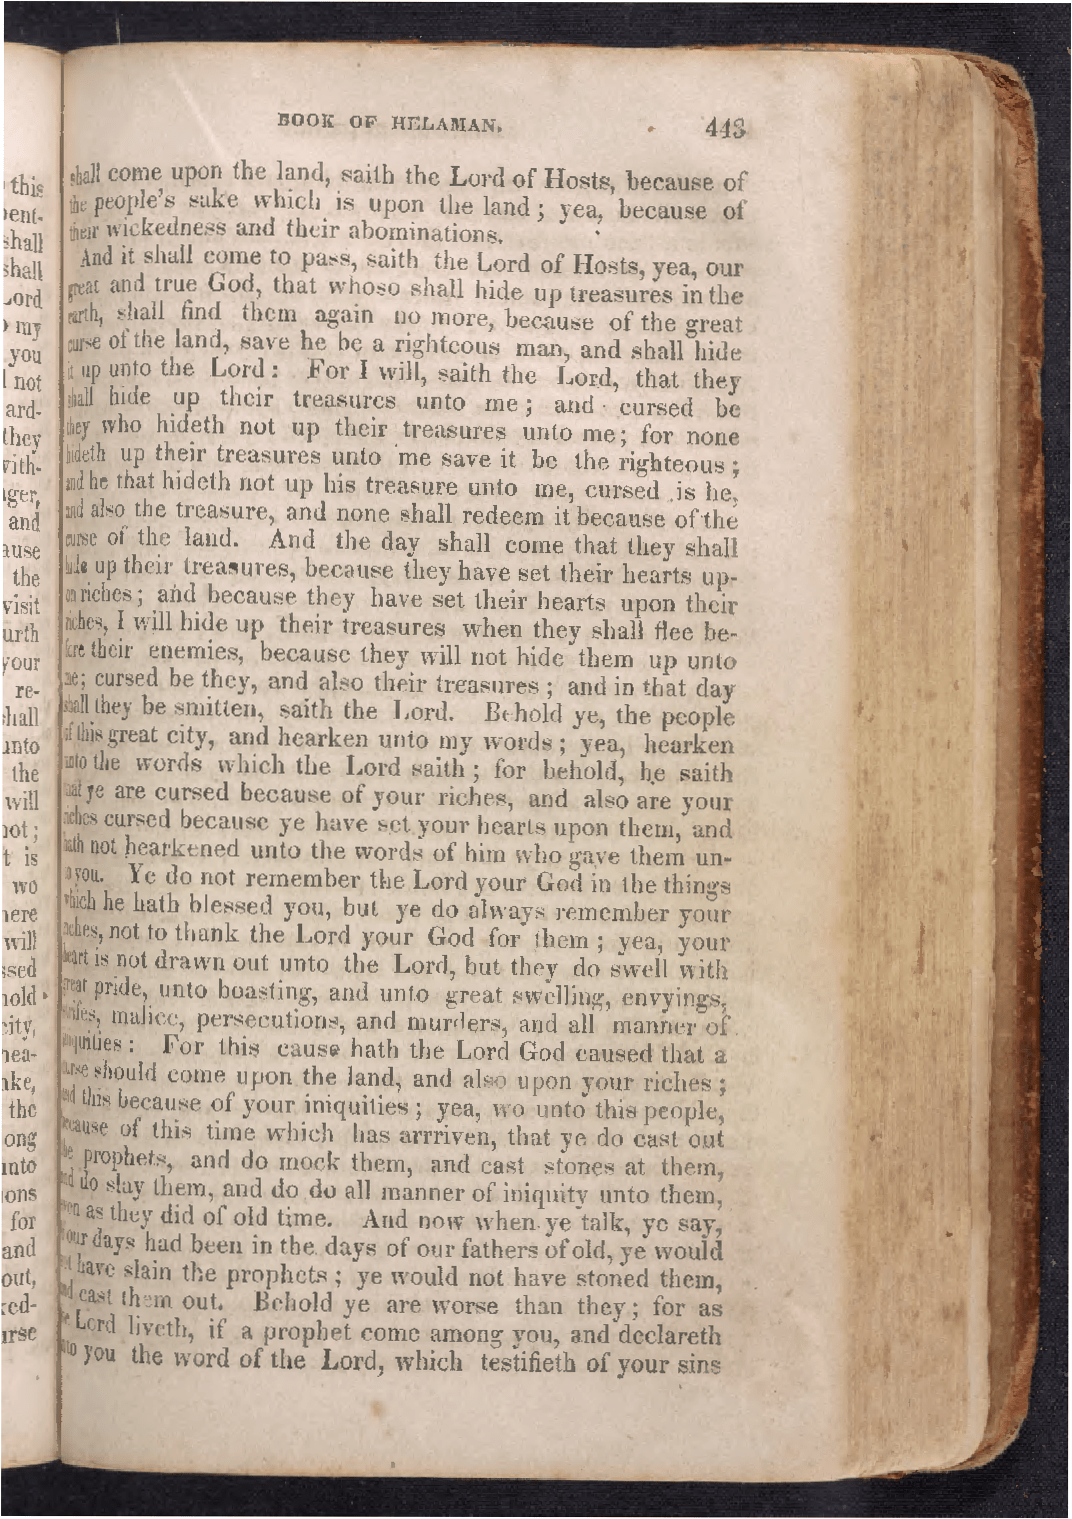 BOOK OF HELAMAN. 443
shall come upon the land, saith the Lord of Hosts, because of
the people's sake which is upon the land ; yea, because of
their wickedness and their abominations.
And it shall come to pass, saith the Lord of Hosts, yea, our
great and true God, that whoso shall hide up treasures in the
earth, shall find them again no more, because of the great
curse of the land, save he be a righteous man, and shall hide
it up unto the Lord : For I will, saith the Lord, that they
shall hide up their treasures unto me ; and cursed be
they who hideth not up their treasures unto me; for none
hideth up their treasures unto me save it be the righteous ;
and he that hideth not up his treasure unto me, cursed is he,
and also the treasure, and none shall redeem it because of the
curse of the land. And the day shall come that they shall
hide up their treasures, because they have set their hearts up-
on riches ; and because they have set their hearts upon their
riches, I will hide up their treasures when they shall flee be-
fore their enemies, because they will not hide them up unto
me; cursed be they, and also their treasures ; and in that day
shall they be smitten, saith the Lord. Behold ye, the people
of this great city, and hearken unto my words ; yea, hearken
unto the words which the Lord saith ; for behold, he saith
that ye are cursed because of your riches, and also are your
riches cursed because ye have set your hearts upon them, and
hath not hearkened unto the words of him who gave them un-
to you. Ye do not remember the Lord your God in the things
which he hath blessed you, but ye do always remember your
riches, not to thank the Lord your God for them ; yea, your
heart is not drawn out unto the Lord, but they do swell with
great pride, unto boasting, and unto great swelling, envyings,
strifes, malice, persecutions, and murders, and all manner of
iniquities : For this cause hath the Lord God caused that a
curse should come upon the land, and also upon your riches ;
and this because of your iniquities ; yea, wo unto this people,
because of this time which has arrriven, that ye do cast out
the prophets, and do mock them, and cast stones at them,
and do slay them, and do do all manner of iniquity unto them,
even as they did of old time. And now when ye talk, ye say,
our days had been in the days of our fathers of old, ye would
not have slain the prophets ; ye would not have stoned them,
and cast them out. Behold ye are worse than they ; for as
the Lord liveth, if a prophet come among you, and declareth
unto you the word of the Lord, which testifieth of your sins